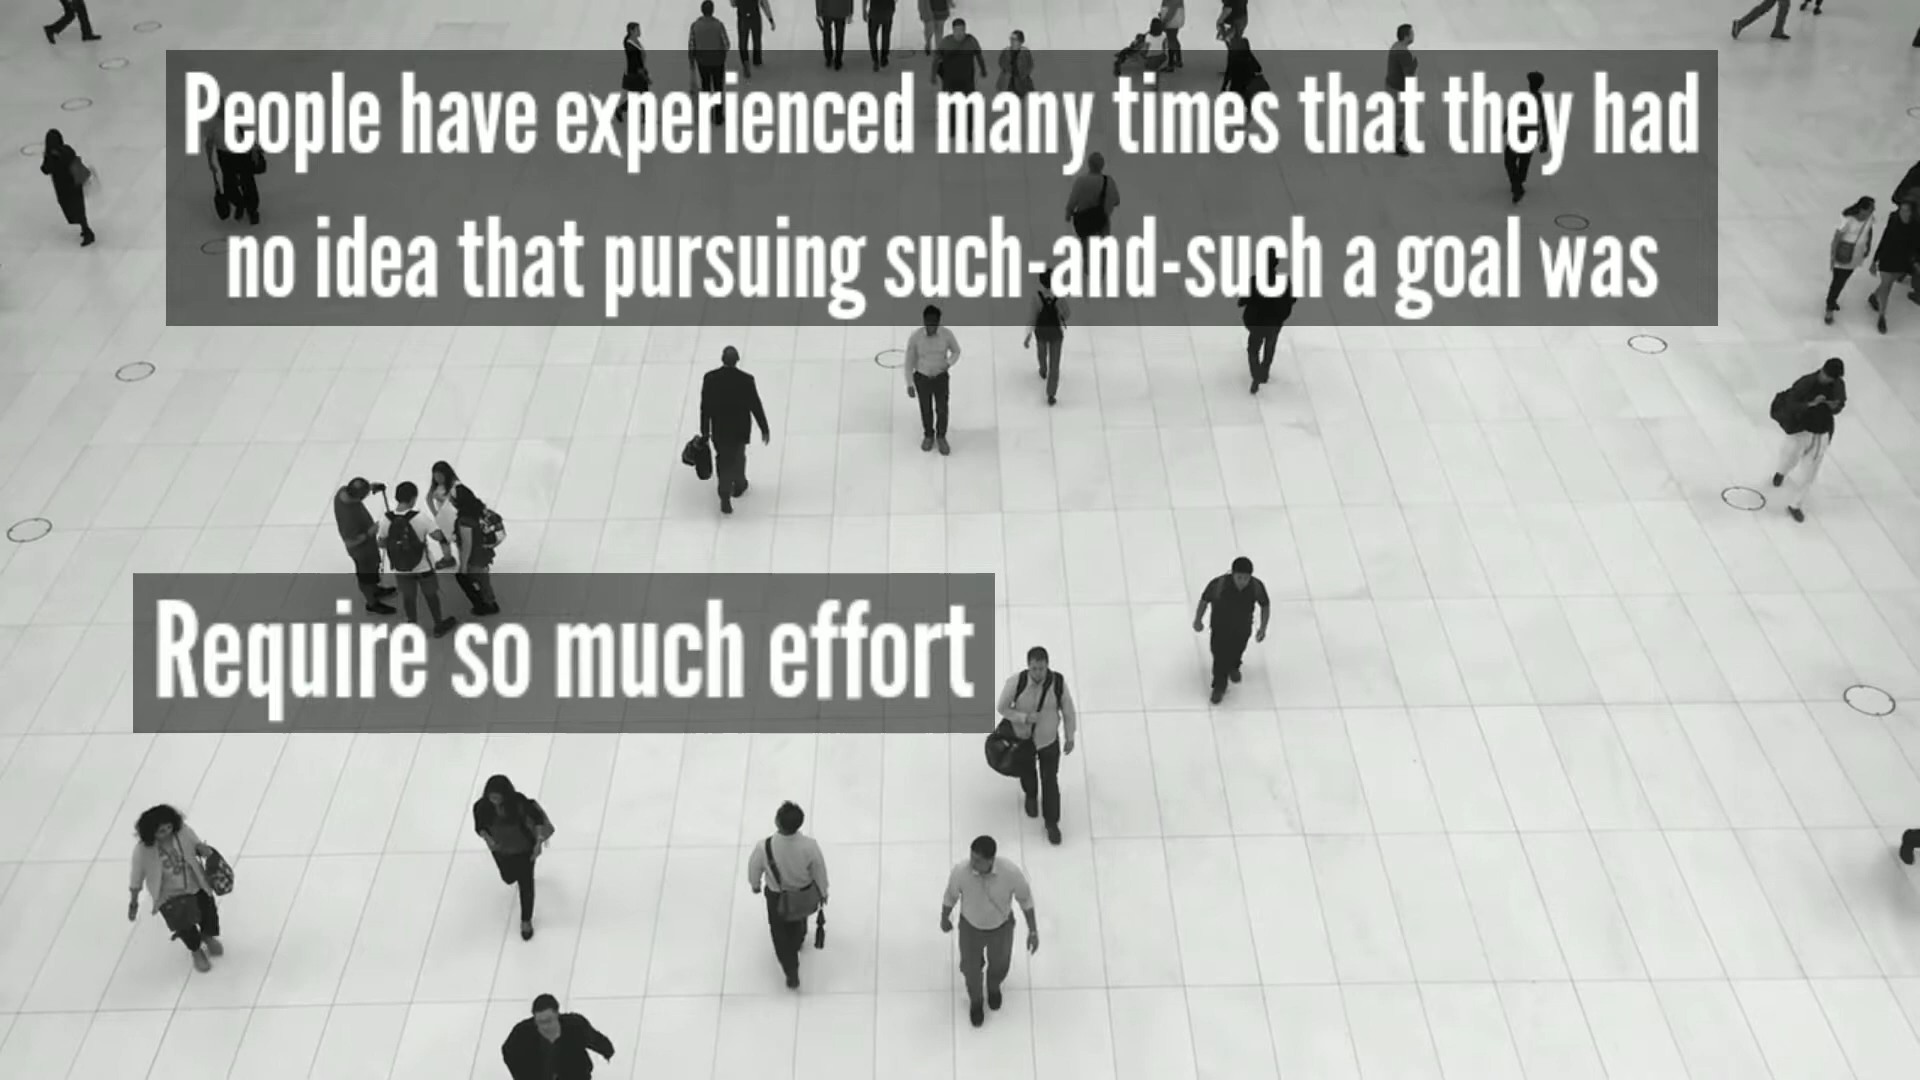 People have experienced many times that they had
no idea that pursuing such-and-such a goal was
Require so much effort